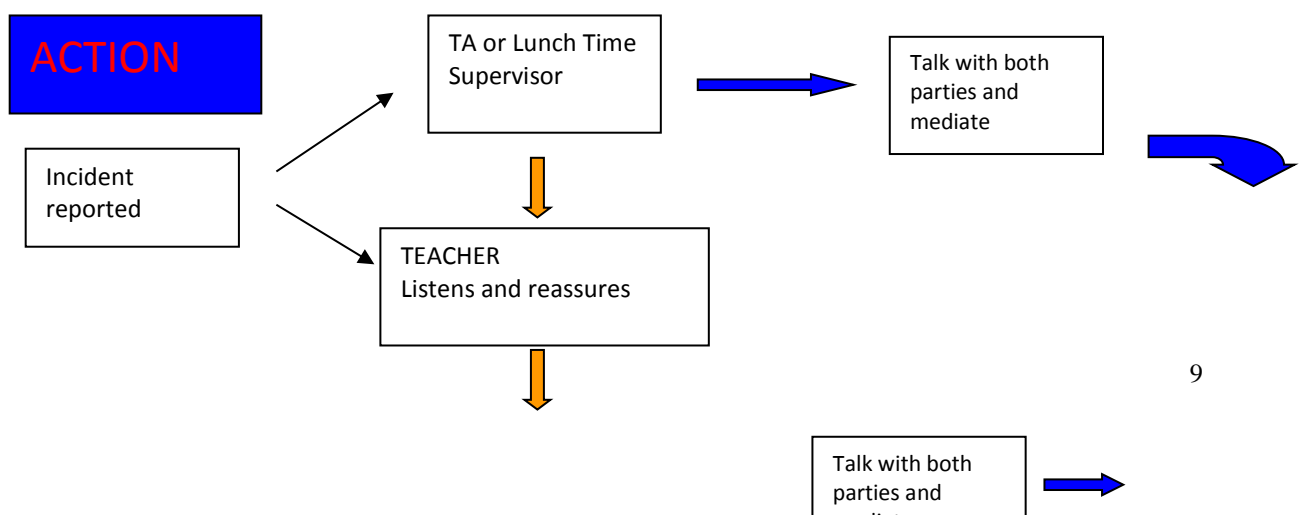 ACTION
TA or Lunch Time
Supervisor
Talk with both
parties and
mediate
Incident
reported
TEACHER
Listens and reassures
9
Talk with both
parties and